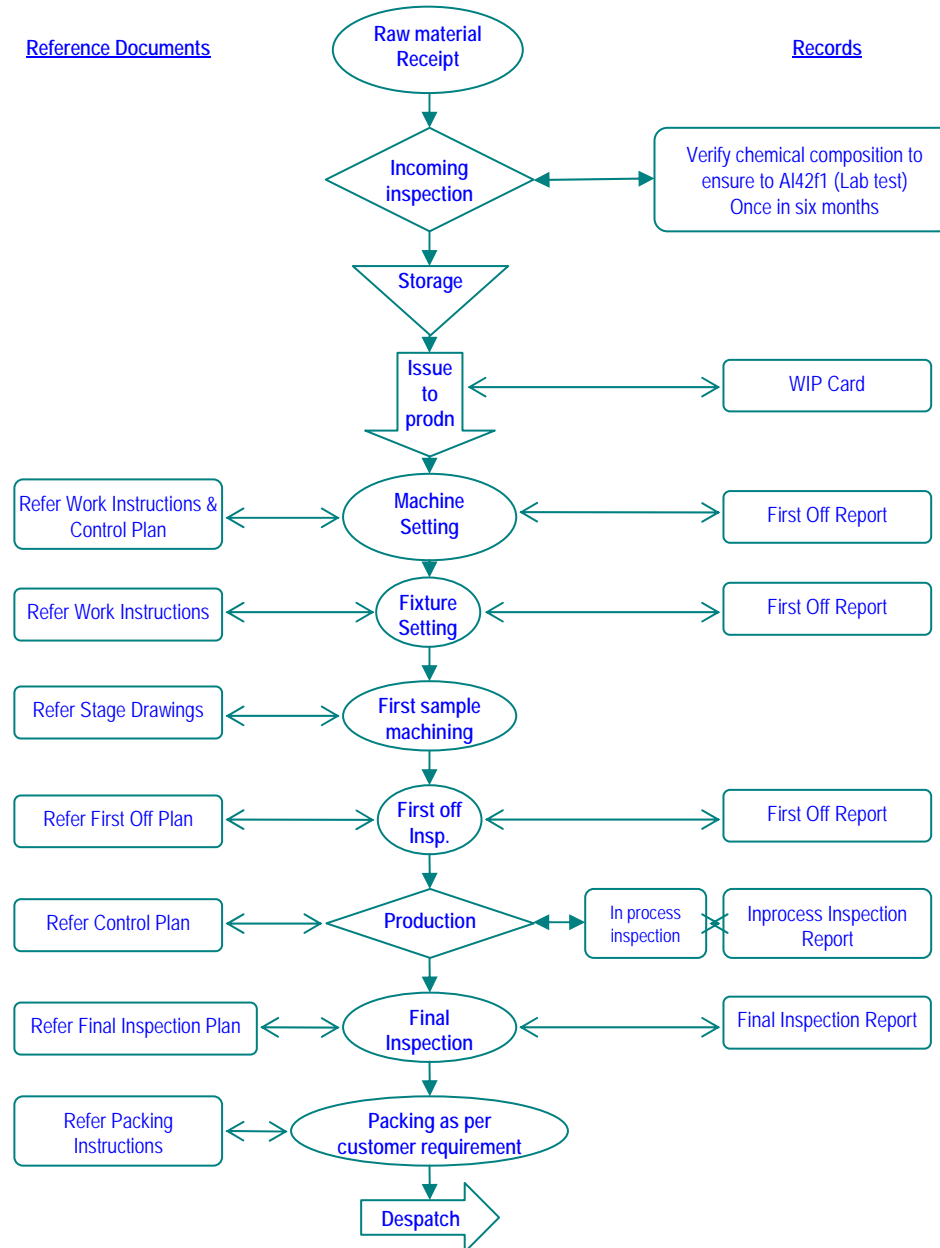 Reference Documents
Raw material
Receipt
Records
Incoming
inspection
Verify chemical composition to
ensure to Al42f1 (Lab test)
Once in six months
Storage
Issue
to
prodn
WIP Card
Refer Work Instructions &
Control Plan
Machine
Setting
First Off Report
Refer Work Instructions
Fixture
Setting
First Off Report
Refer Stage Drawings
First sample
machining
Refer First Off Plan
First off
Insp.
First Off Report
Refer Control Plan
Production
In process
inspection
Inprocess Inspection
Report
Refer Final Inspection Plan
Final
Inspection
Final Inspection Report
Refer Packing
Instructions
Packing as per
customer requirement
Despatch